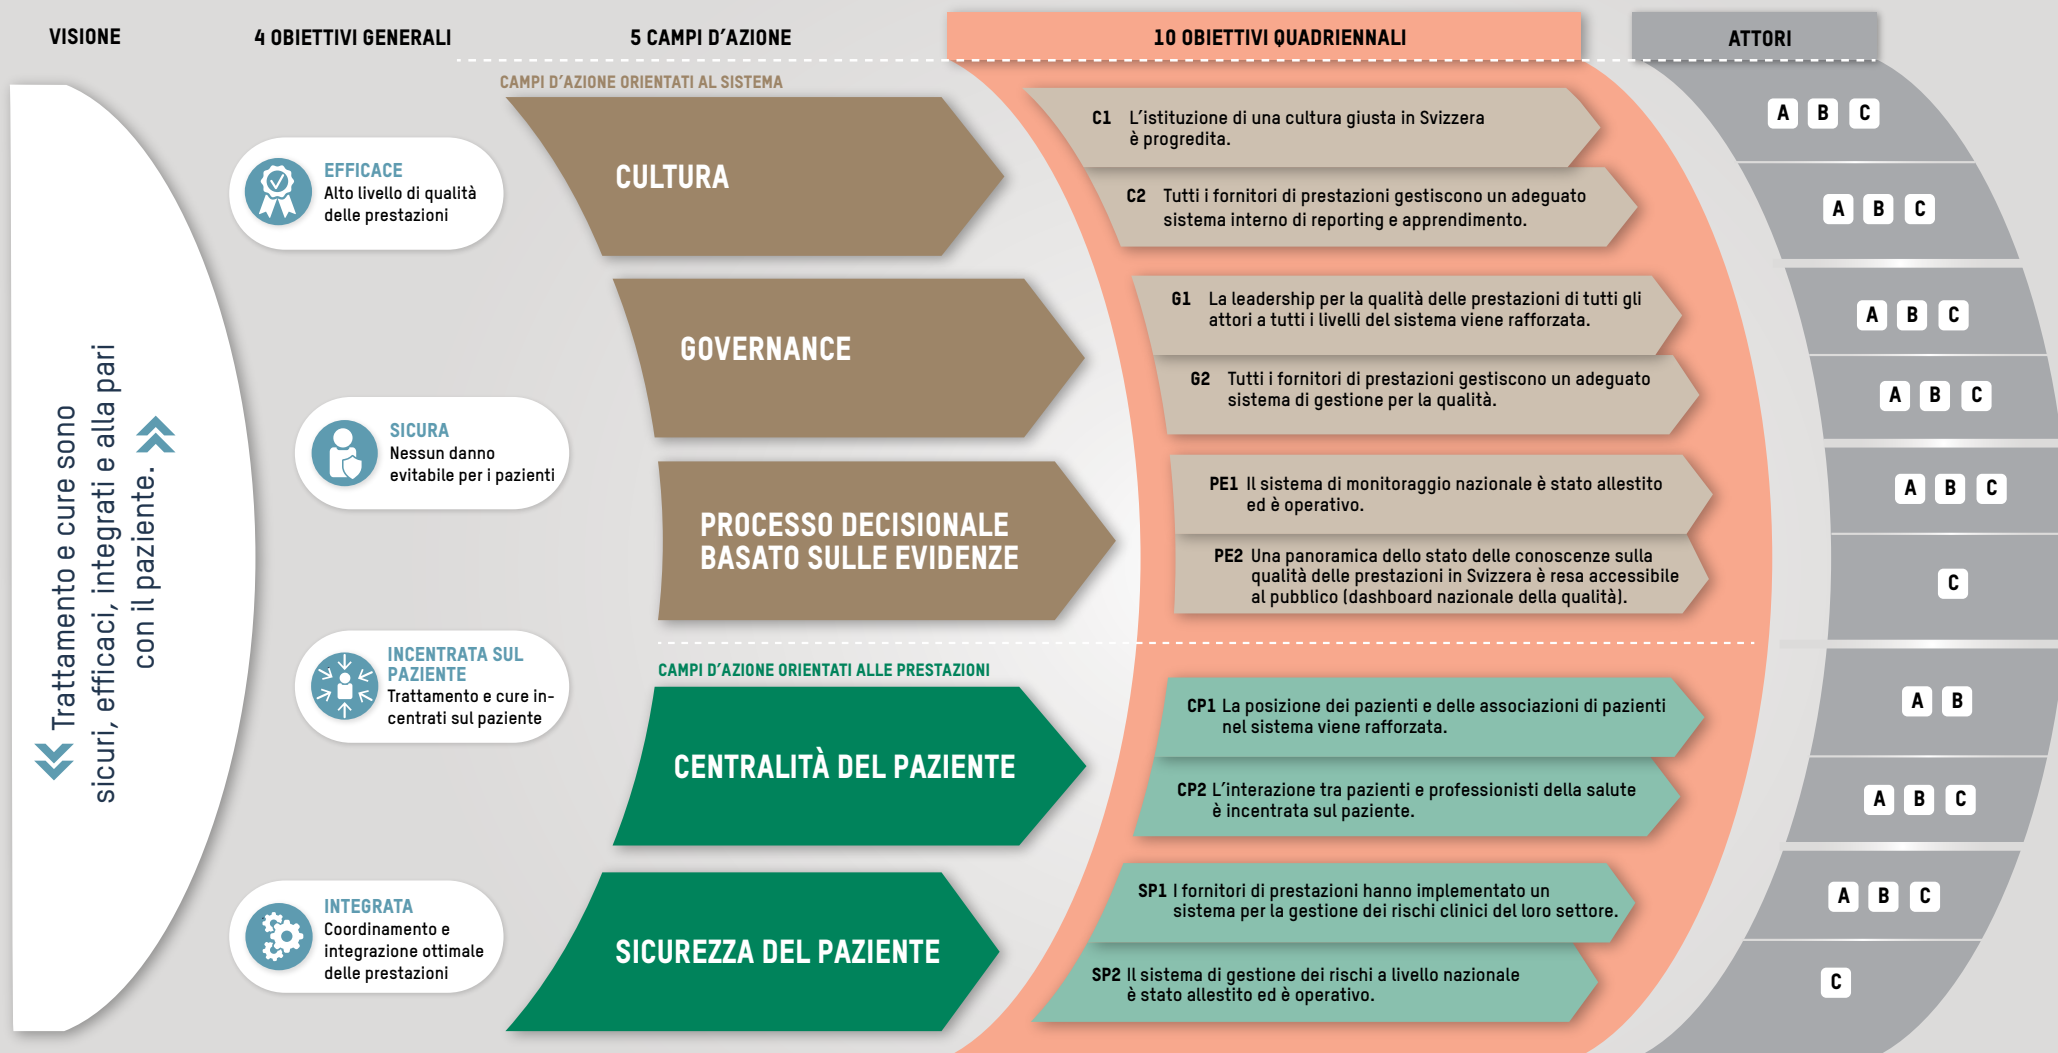 VISIONE
4 OBIETTIVI GENERALI
5 CAMPI D'AZIONE
10 OBIETTIVI QUADRIENNALI
ATTORI
Trattamento e cure sono
sicuri, efficaci, integrati e alla pari
con il paziente.
EFFICACE
Alto livello di qualità
delle prestazioni
SICURA
Nessun danno
evitabile per i pazienti
INCENTRATA SUL
PAZIENTE
Trattamento e cure in-
centrati sul paziente
INTEGRATA
Coordinamento e
integrazione ottimale
delle prestazioni
CAMPI D'AZIONE ORIENTATI AL SISTEMA
CULTURA
C1 L'istituzione di una cultura giusta in Svizzera
è progredita.
A B C
C2 Tutti i fornitori di prestazioni gestiscono un adeguato
sistema interno di reporting e apprendimento.
A B C
GOVERNANCE
G1 La leadership per la qualità delle prestazioni di tutti gli
attori a tutti i livelli del sistema viene rafforzata.
A B C
G2 Tutti i fornitori di prestazioni gestiscono un adeguato
sistema di gestione per la qualità.
A B C
PROCESSO DECISIONALE
BASATO SULLE EVIDENZE
PE1 Il sistema di monitoraggio nazionale è stato allestito
ed è operativo.
A B C
PE2 Una panoramica dello stato delle conoscenze sulla
qualità delle prestazioni in Svizzera è resa accessibile
al pubblico (dashboard nazionale della qualità).
C
CAMPI D'AZIONE ORIENTATI ALLE PRESTAZIONI
CENTRALITÀ DEL PAZIENTE
CP1 La posizione dei pazienti e delle associazioni di pazienti
nel sistema viene rafforzata.
A B
CP2 L'interazione tra pazienti e professionisti della salute
è incentrata sul paziente.
A B C
SICUREZZA DEL PAZIENTE
SP1 I fornitori di prestazioni hanno implementato un
sistema per la gestione dei rischi clinici del loro settore.
A B C
SP2 Il sistema di gestione dei rischi a livello nazionale
è stato allestito ed è operativo.
C